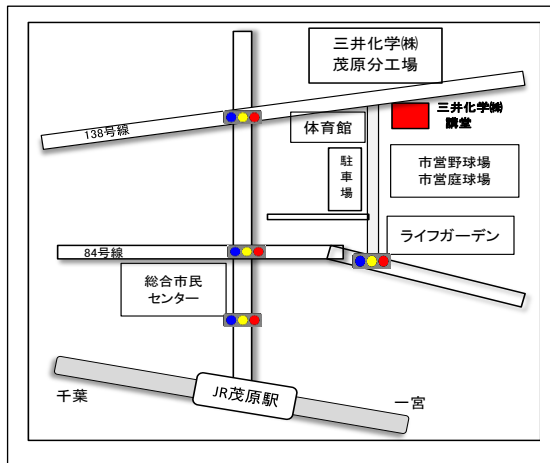 三井化学㈱
茂原分工場
138号線
体育館
三井化学㈱
講堂
駐車場
市営野球場
市営庭球場
ライフガーデン
84号線
総合市民
センター
JR茂原駅
千葉
一宮